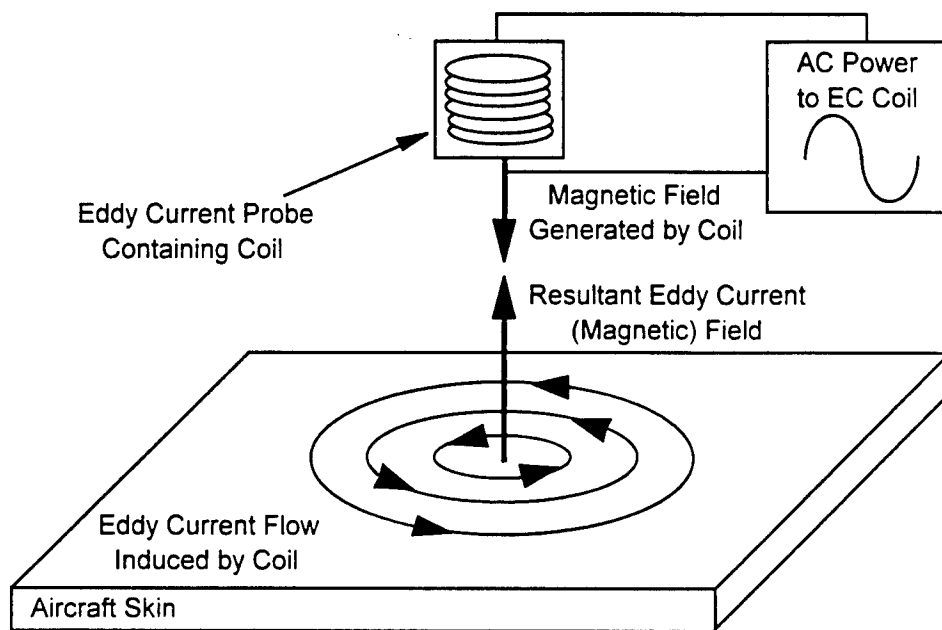 AC Power
to EC Coil
Eddy Current Probe
Containing Coil
Magnetic Field
Generated by Coil
Resultant Eddy Current
(Magnetic) Field
Eddy Current Flow
Induced by Coil
Aircraft Skin